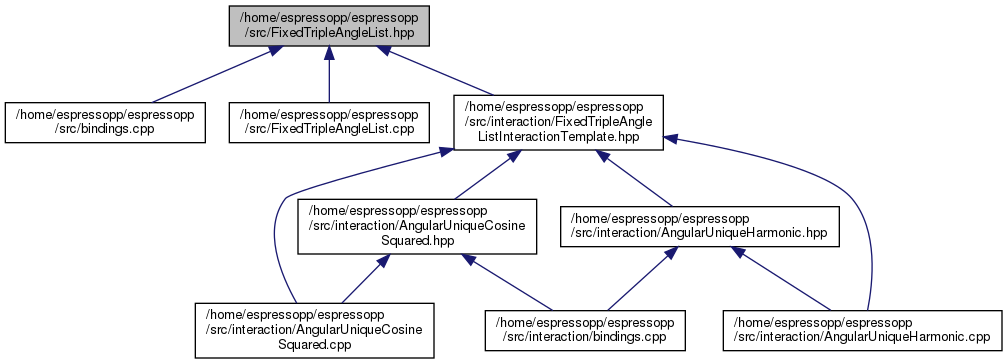 /home/espressopp/espressopp
/src/FixedTripleAngleList.hpp
/home/espressopp/espressopp
/src/bindings.cpp
/home/espressopp/espressopp
/src/FixedTripleAngleList.cpp
/home/espressopp/espressopp
/src/interaction/FixedTripleAngle
ListInteractionTemplate.hpp
/home/espressopp/espressopp
/src/interaction/AngularUniqueCosine
Squared.hpp
/home/espressopp/espressopp
/src/interaction/AngularUniqueHarmonic.hpp
/home/espressopp/espressopp
/src/interaction/AngularUniqueCosine
Squared.cpp
/home/espressopp/espressopp
/src/interaction/bindings.cpp
/home/espressopp/espressopp
/src/interaction/AngularUniqueHarmonic.cpp